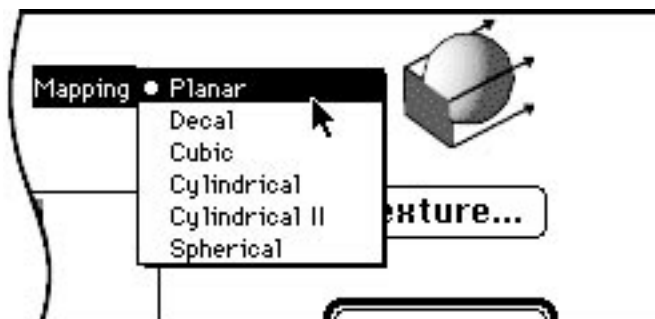 Mapping Planar
Decal
Cubic
Cylindrical
Cylindrical II
Spherical
exture...